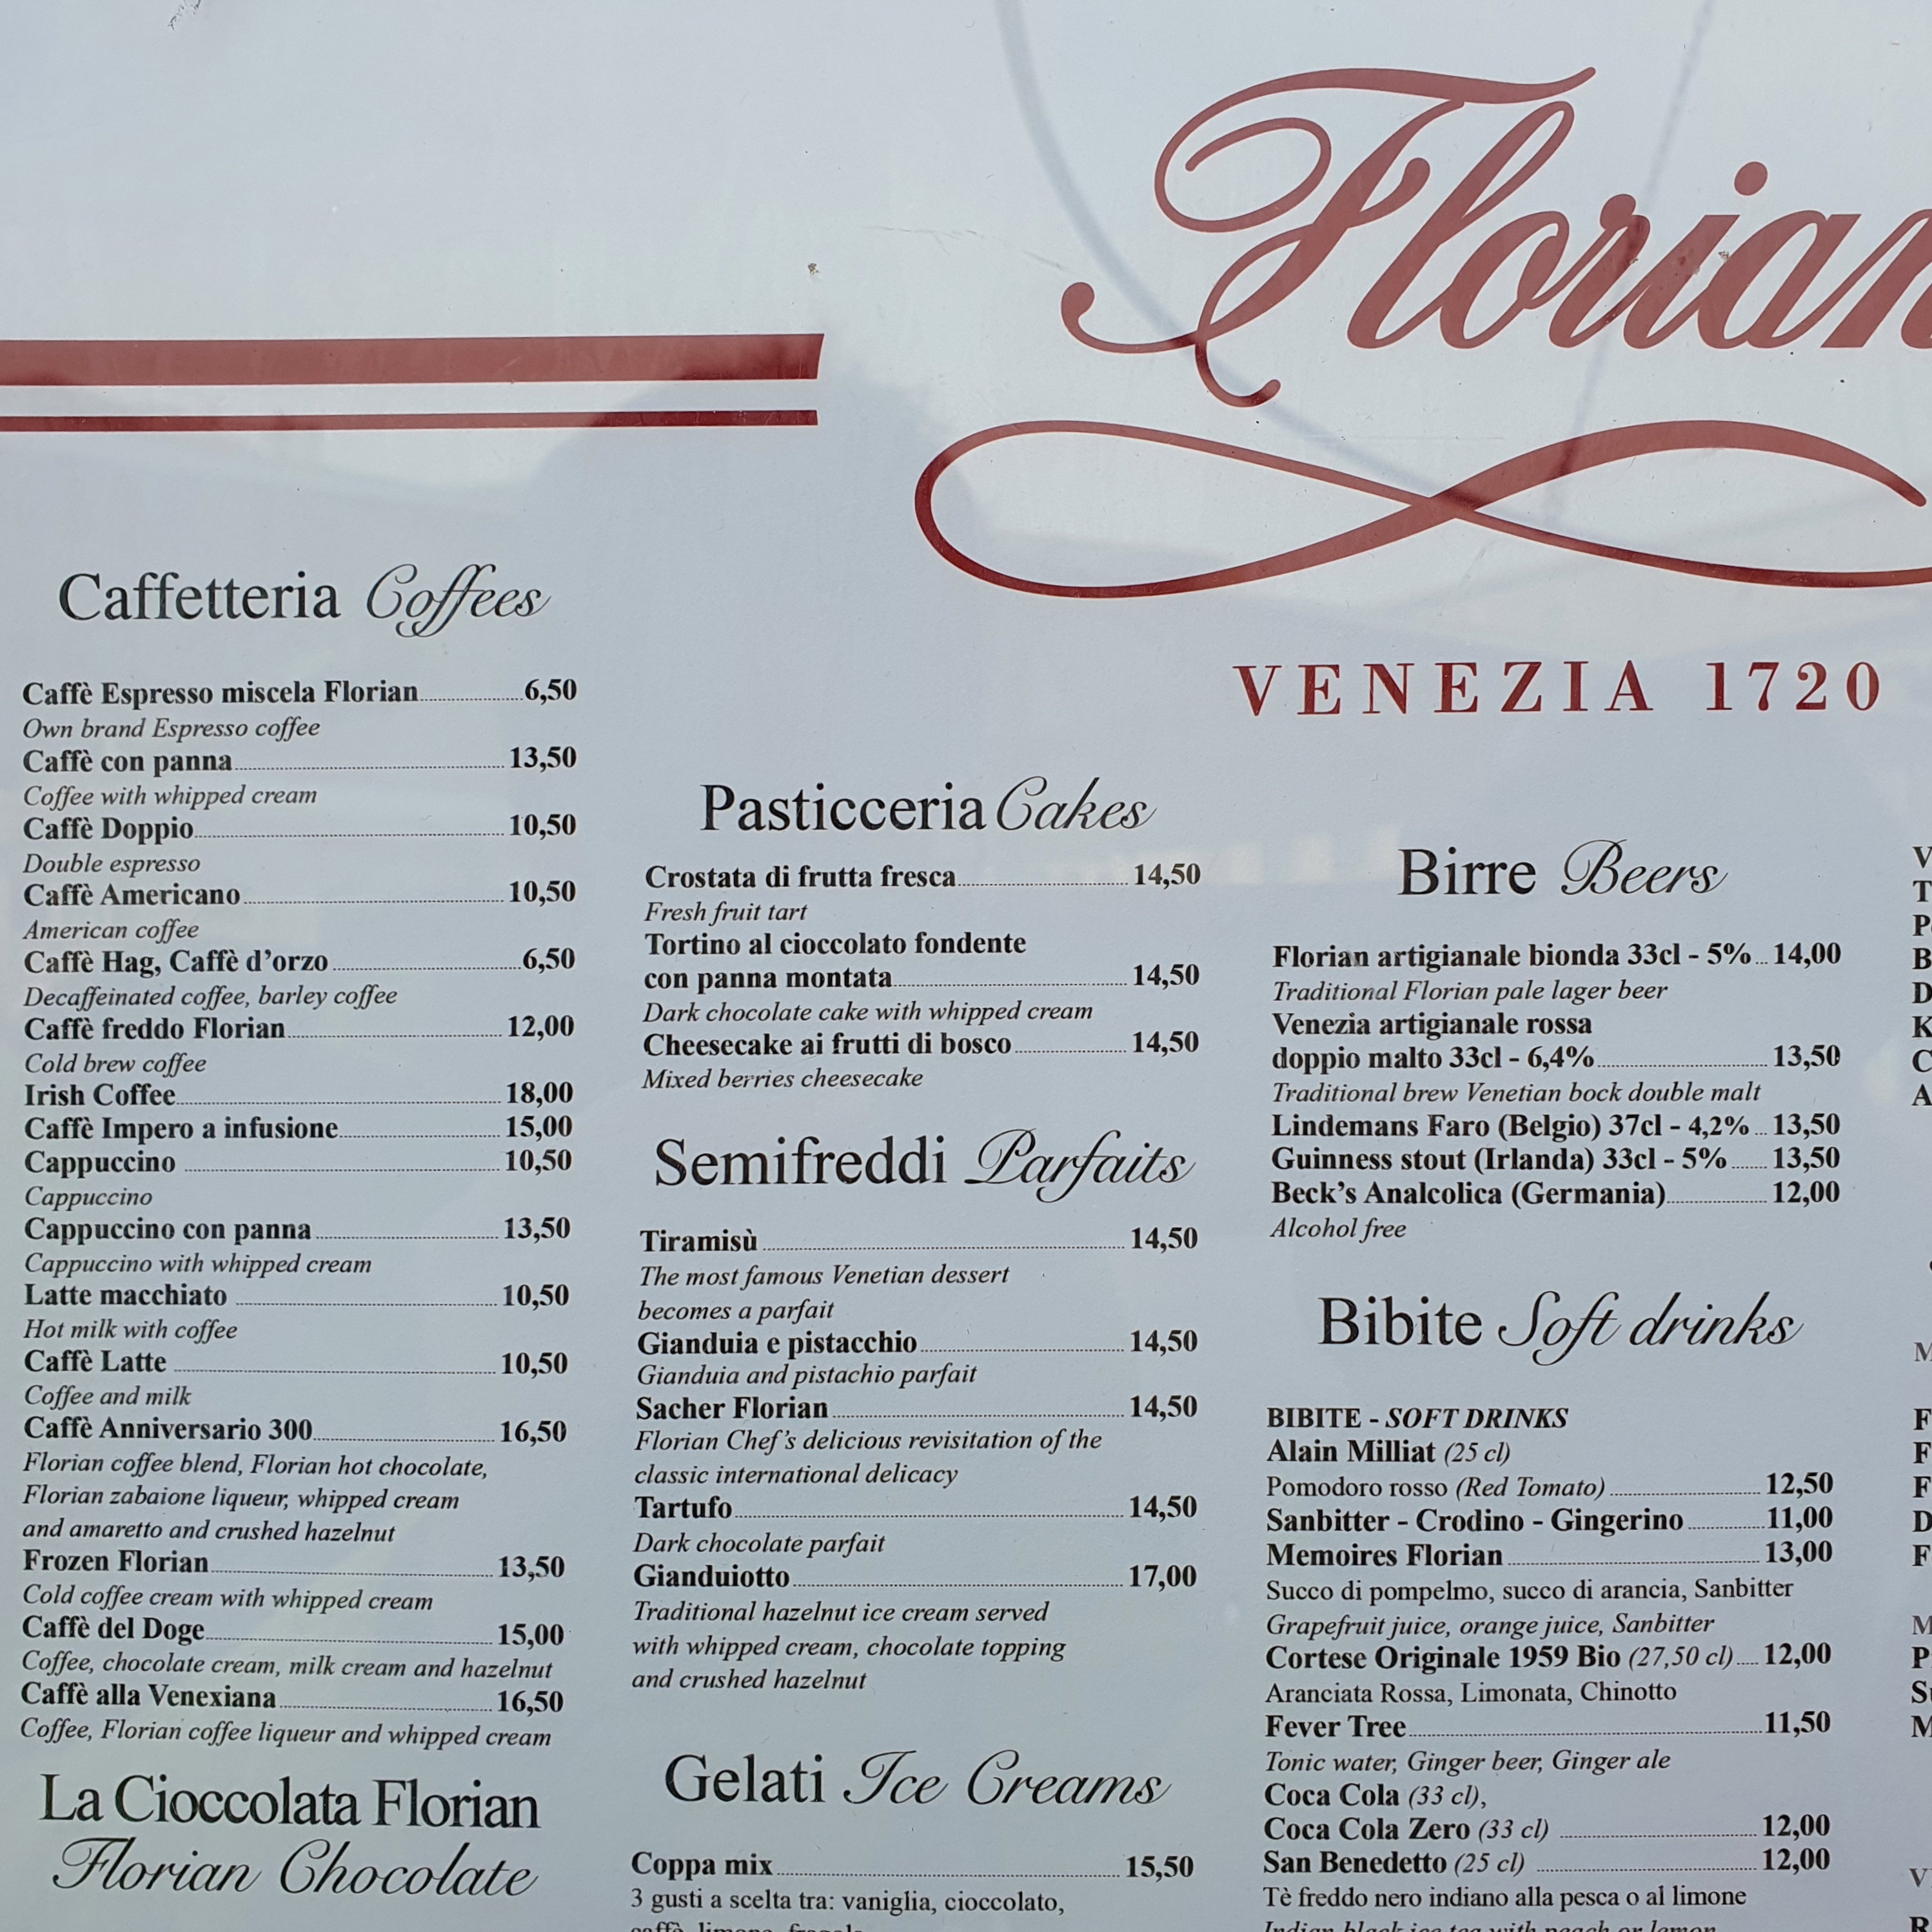 Florian
VENEZIA 1720
Caffetteria Coffees
Caffè Espresso miscela Florian 6,50
Own brand Espresso coffee
Caffè con panna 13,50
Coffee with whipped cream
Caffè Doppio 10,50
Double espresso
Caffè Americano 10,50
American coffee
Caffè Hag, Caffè d'orzo 6,50
Decaffeinated coffee, barley coffee
Caffè freddo Florian 12,00
Cold brew coffee
Irish Coffee 18,00
Caffè Impero a infusione 15,00
Cappuccino 10,50
Cappuccino
Cappuccino con panna 13,50
Cappuccino with whipped cream
Latte macchiato 10,50
Hot milk with coffee
Caffè Latte 10,50
Coffee and milk
Caffè Anniversario 300 16,50
Florian coffee blend, Florian hot chocolate,
Florian zabaione liqueur, whipped cream
and amaretto and crushed hazelnut
Frozen Florian 13,50
Cold coffee cream with whipped cream
Caffè del Doge 15,00
Coffee, chocolate cream, milk cream and hazelnut
Caffè alla Venexiana 16,50
Coffee, Florian coffee liqueur and whipped cream
La Cioccolata Florian
Florian Chocolate
Pasticceria Cakes
Crostata di frutta fresca 14,50
Fresh fruit tart
Tortino al cioccolato fondente
con panna montata 14,50
Dark chocolate cake with whipped cream
Cheesecake ai frutti di bosco 14,50
Mixed berries cheesecake
Semifreddi Parfaits
Tiramisù 14,50
The most famous Venetian dessert
becomes a parfait
Gianduia e pistacchio 14,50
Gianduia and pistachio parfait
Sacher Florian 14,50
Florian Chef's delicious revisitation of the
classic international delicacy
Tartufo 14,50
Dark chocolate parfait
Gianduiotto 17,00
Traditional hazelnut ice cream served
with whipped cream, chocolate topping
and crushed hazelnut
Gelati Ice Creams
Coppa mix 15,50
3 gusti a scelta tra: vaniglia, cioccolato,
Birre Beers
Florian artigianale bionda 33cl - 5% 14,00
Traditional Florian pale lager beer
Venezia artigianale rossa
doppio malto 33cl - 6,4% 13,50
Traditional brew Venetian bock double malt
Lindemans Faro (Belgio) 37cl - 4,2% 13,50
Guinness stout (Irlanda) 33cl - 5% 13,50
Beck's Analcolica (Germania) 12,00
Alcohol free
Bibite Soft drinks
BIBITE - SOFT DRINKS
Alain Milliat (25 cl)
Pomodoro rosso (Red Tomato) 12,50
Sanbitter - Crodino - Gingerino 11,00
Memoires Florian 13,00
Succo di pompelmo, succo di arancia, Sanbitter
Grapefruit juice, orange juice, Sanbitter
Cortese Originale 1959 Bio (27,50 cl) 12,00
Aranciata Rossa, Limonata, Chinotto
Fever Tree 11,50
Tonic water, Ginger beer, Ginger ale
Coca Cola (33 cl),
Coca Cola Zero (33 cl) 12,00
San Benedetto (25 cl) 12,00
Tè freddo nero indiano alla pesca o al limone